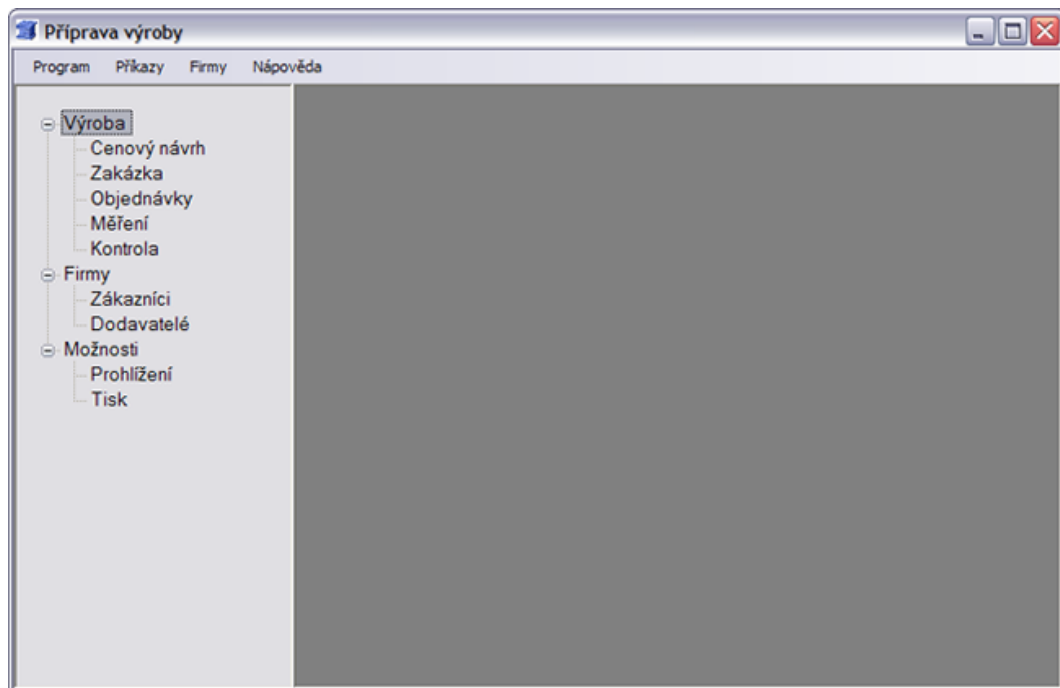 Příprava výroby
Program Příkazy Firmy Nápověda
Výroba
Cenový návrh
Zakázka
Objednávky
Měření
Kontrola
Firmy
Zákazníci
Dodavatelé
Možnosti
Prohlížení
Tisk